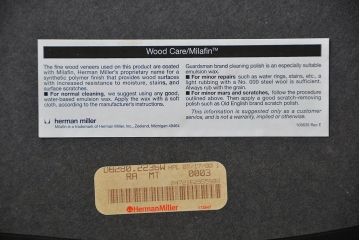 Wood Care/Milafin™
The fine wood veneers used on this product are coated
with Milafin, Herman Miller's proprietary name for a
synthetic polymer finish that provides wood surfaces
with increased resistance to moisture, stains, and
surface scratches.
■ For normal cleaning, we suggest using any good,
water-based emulsion wax. Apply the wax with a soft
cloth, according to the manufacturer's instructions.
Guardsmen brand cleaning polish is an especially suitable
emulsion wax.
■ For minor repairs such as water rings, stains, etc., a
light rubbing with a No. 000 steel wool is sufficient.
Always rub with the grain.
■ For minor mars and scratches, follow the procedure
outlined above. Then apply a good scratch-removing
polish such as Old English brand scratch polish.
This information is suggested only as a customer
service, and is not a warranty, implied or otherwise.
herman miller
Milafin is a trademark of Herman Miller, Inc., Zeeland, Michigan 49464
RA MT 0003
HermanMiller